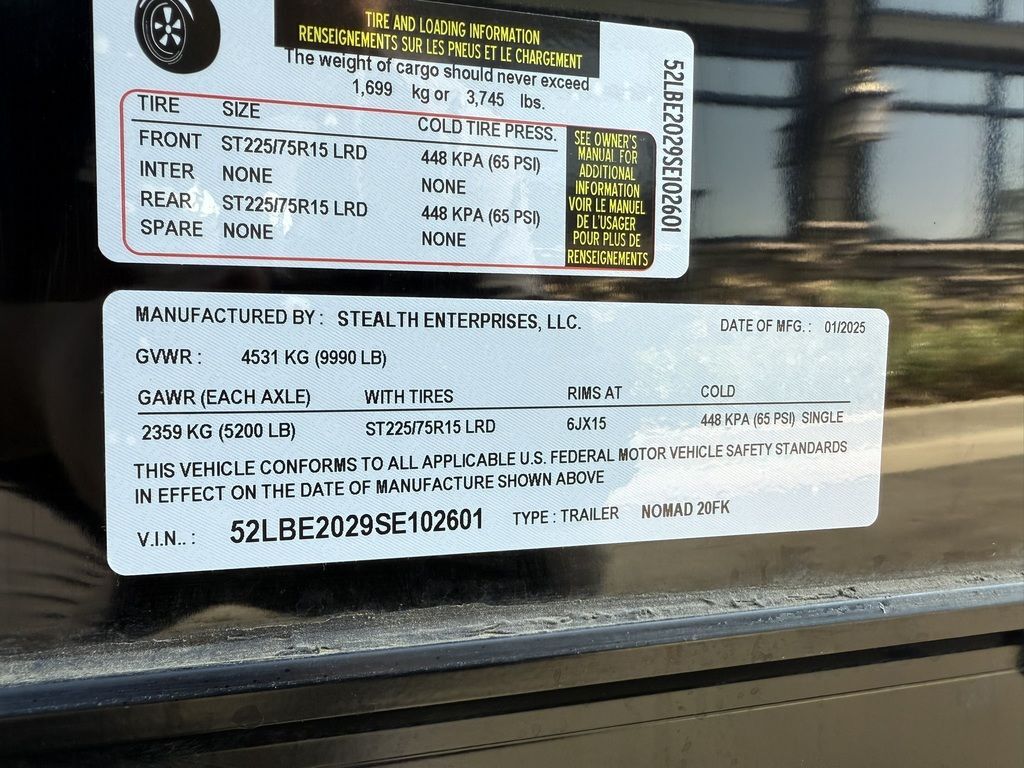 TIRE AND LOADING INFORMATION
RENSEIGNEMENTS SUR LES PNEUS ET LE CHARGEMENT
The weight of cargo should never exceed
1,699 kg or 3,745 lbs.
TIRE SIZE COLD TIRE PRESS.
FRONT ST225/75R15 LRD 448 KPA (65 PSI)
INTER NONE NONE
REAR ST225/75R15 LRD 448 KPA (65 PSI)
SPARE NONE NONE
SEE OWNER'S
MANUAL FOR
ADDITIONAL
INFORMATION
VOIR LE MANUEL
DE L'USAGER
POUR PLUS DE
RENSEIGNEMENTS
52LBE2029SE102601
MANUFACTURED BY : STEALTH ENTERPRISES, LLC. DATE OF MFG. : 01/2025
GVWR : 4531 KG (9990 LB)
GAWR (EACH AXLE) WITH TIRES RIMS AT COLD
2359 KG (5200 LB) ST225/75R15 LRD 6JX15 448 KPA (65 PSI) SINGLE
THIS VEHICLE CONFORMS TO ALL APPLICABLE U.S. FEDERAL MOTOR VEHICLE SAFETY STANDARDS
IN EFFECT ON THE DATE OF MANUFACTURE SHOWN ABOVE
V.I.N.. : 52LBE2029SE102601 TYPE : TRAILER NOMAD 20FK